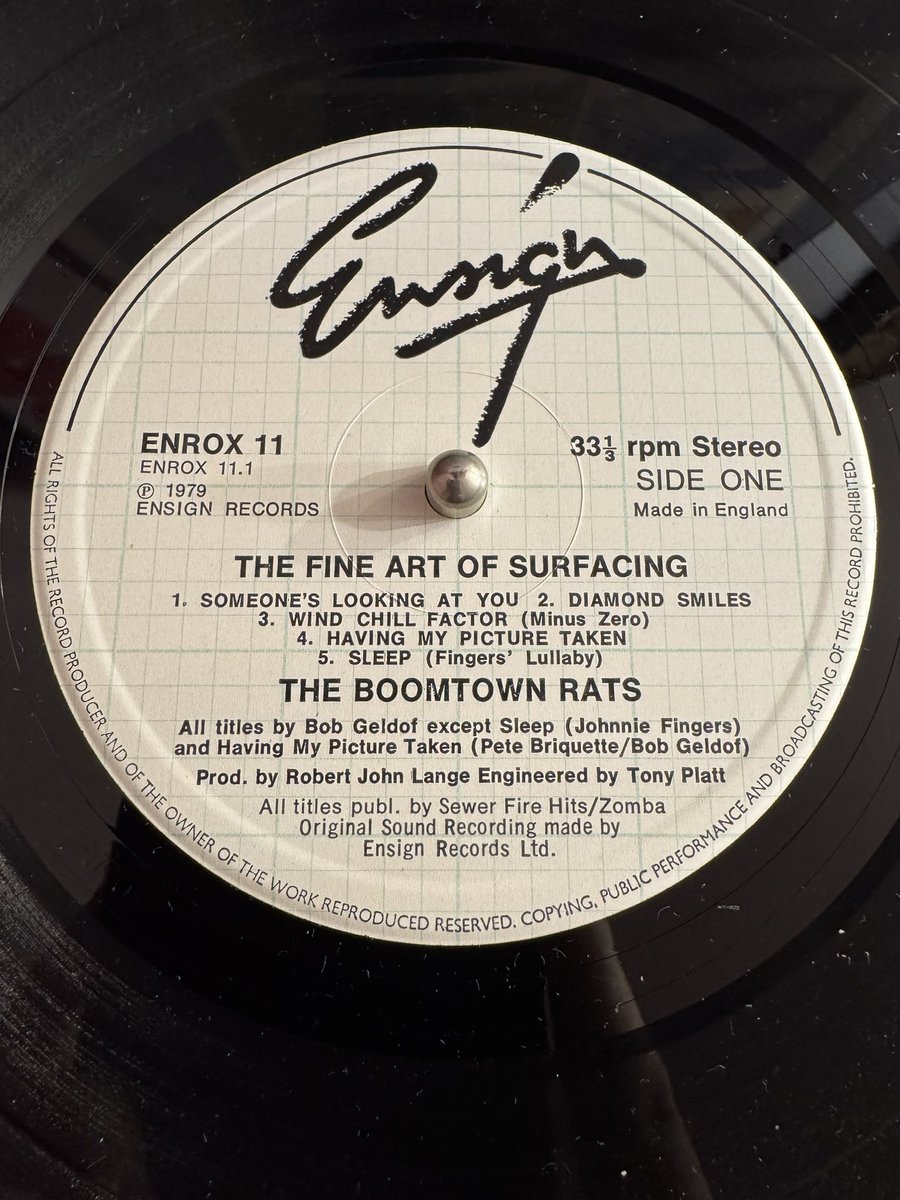 Ensign
ENROX 11
ENROX 11.1
℗ 1979
ENSIGN RECORDS
33⅓ rpm Stereo
SIDE ONE
Made in England
THE FINE ART OF SURFACING
1. SOMEONE'S LOOKING AT YOU 2. DIAMOND SMILES
3. WIND CHILL FACTOR (Minus Zero)
4. HAVING MY PICTURE TAKEN
5. SLEEP (Fingers' Lullaby)
THE BOOMTOWN RATS
All titles by Bob Geldof except Sleep (Johnnie Fingers)
and Having My Picture Taken (Pete Briquette/Bob Geldof)
Prod. by Robert John Lange Engineered by Tony Platt
All titles publ. by Sewer Fire Hits/Zomba
Original Sound Recording made by
Ensign Records Ltd.
ALL RIGHTS OF THE RECORD PRODUCER AND OF THE OWNER OF THE WORK REPRODUCED RESERVED. COPYING, PUBLIC PERFORMANCE AND BROADCASTING OF THIS RECORD PROHIBITED.